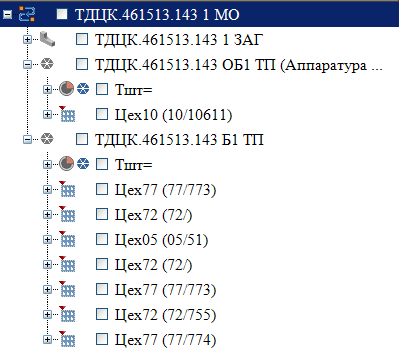 ТДЦК.461513.143 1 МО
ТДЦК.461513.143 1 ЗАГ
ТДЦК.461513.143 ОБ1 ТП (Аппаратура ...
Тшт=
Цех10 (10/10611)
ТДЦК.461513.143 Б1 ТП
Тшт=
Цех77 (77/773)
Цех72 (72/)
Цех05 (05/51)
Цех72 (72/)
Цех77 (77/773)
Цех72 (72/755)
Цех77 (77/774)